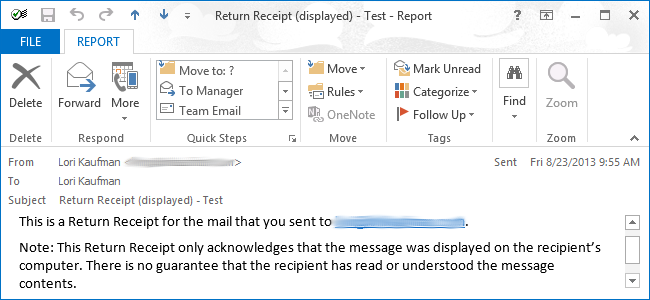 Return Receipt (displayed) - Test - Report
FILE REPORT
Delete
Forward
More
Move to: ?
To Manager
Team Email
Move
Rules
OneNote
Mark Unread
Categorize
Follow Up
Find
Zoom
Delete Respond Quick Steps Move Tags Zoom
From Lori Kaufman > Sent Fri 8/23/2013 9:55 AM
To Lori Kaufman
Subject Return Receipt (displayed) - Test
This is a Return Receipt for the mail that you sent to .
Note: This Return Receipt only acknowledges that the message was displayed on the recipient's
computer. There is no guarantee that the recipient has read or understood the message
contents.